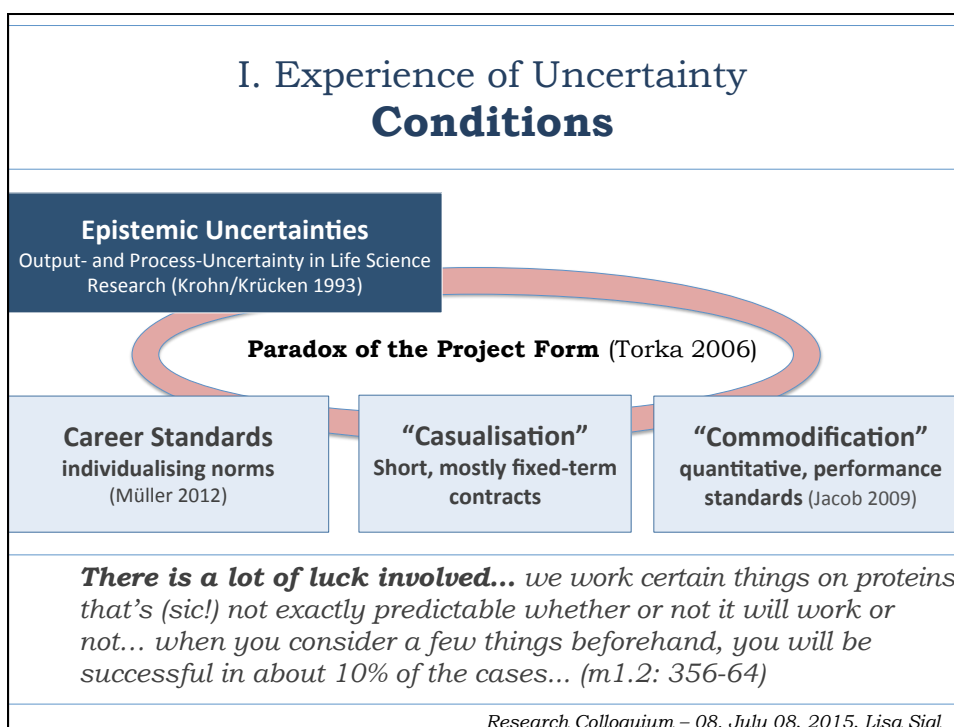 I. Experience of Uncertainty
Conditions
Epistemic Uncertainties
Output- and Process-Uncertainty in Life Science
Research (Krohn/Krücken 1993)
Paradox of the Project Form (Torka 2006)
Career Standards
individualising norms
(Müller 2012)
“Casualisation”
Short, mostly fixed-term
contracts
“Commodification”
quantitative, performance
standards (Jacob 2009)
There is a lot of luck involved... we work certain things on proteins
that's (sic!) not exactly predictable whether or not it will work or
not... when you consider a few things beforehand, you will be
successful in about 10% of the cases... (m1.2: 356-64)
Research Colloquium – 08. July 08, 2015, Lisa Sigl